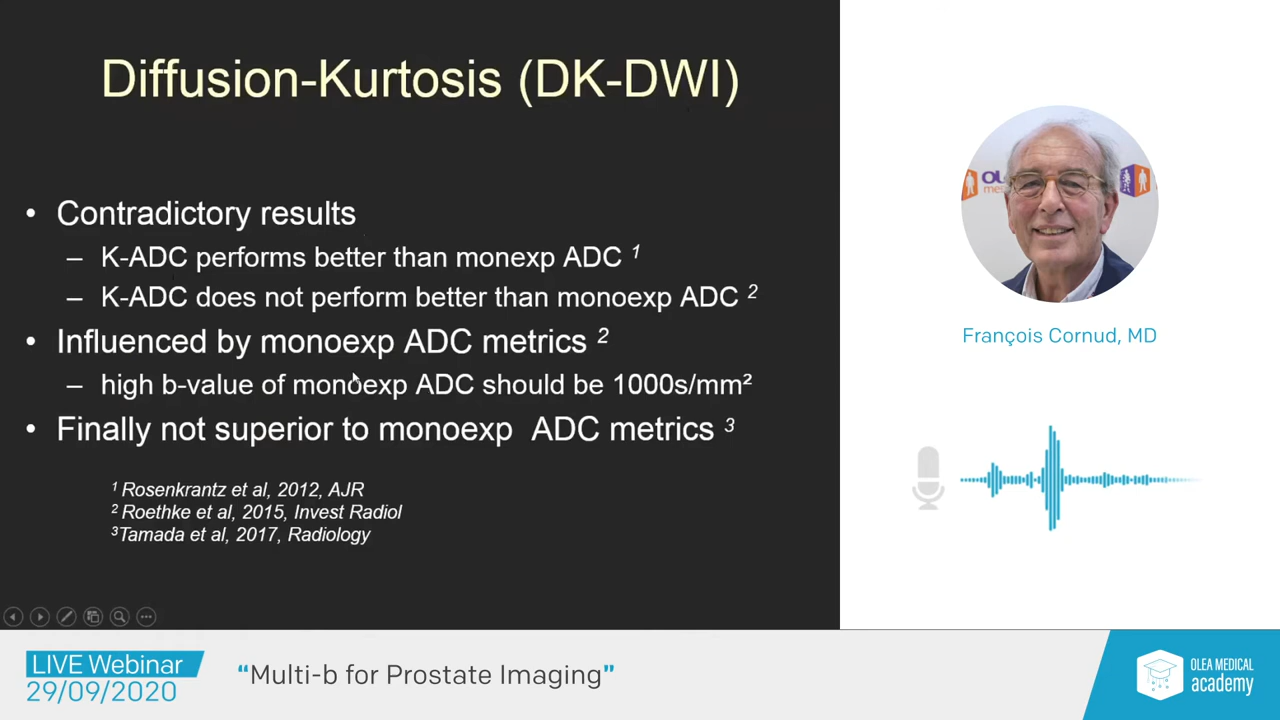 Diffusion-Kurtosis (DK-DWI)
• Contradictory results
– K-ADC performs better than monexp ADC ¹
– K-ADC does not perform better than monoexp ADC ²
• Influenced by monoexp ADC metrics ²
– high b-value of monoexp ADC should be 1000s/mm²
• Finally not superior to monoexp ADC metrics ³
¹ Rosenkrantz et al, 2012, AJR
² Roethke et al, 2015, Invest Radiol
³Tamada et al, 2017, Radiology
François Cornud, MD
LIVE Webinar
29/09/2020
“Multi-b for Prostate Imaging”
OLEA MEDICAL
academy